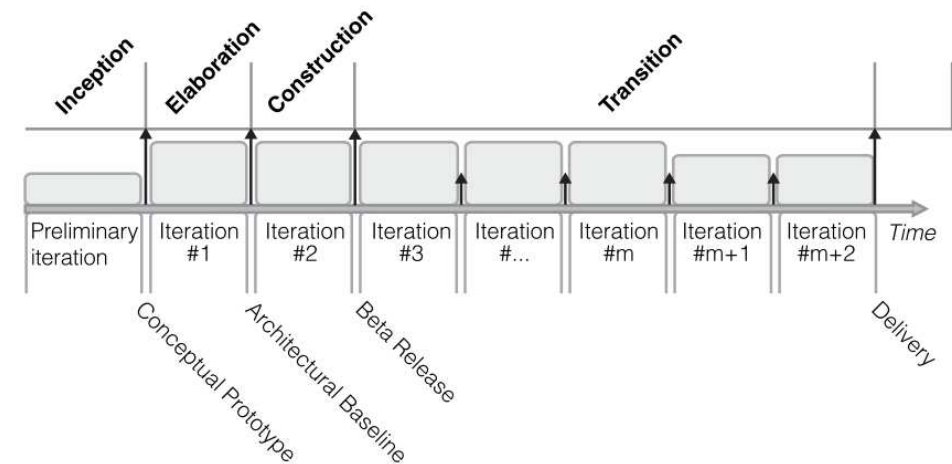 Inception
Elaboration
Construction
Transition
Preliminary
iteration
Iteration
#1
Iteration
#2
Iteration
#3
Iteration
#...
Iteration
#m
Iteration
#m+1
Iteration
#m+2
Time
Conceptual Prototype
Architectural Baseline
Beta Release
Delivery